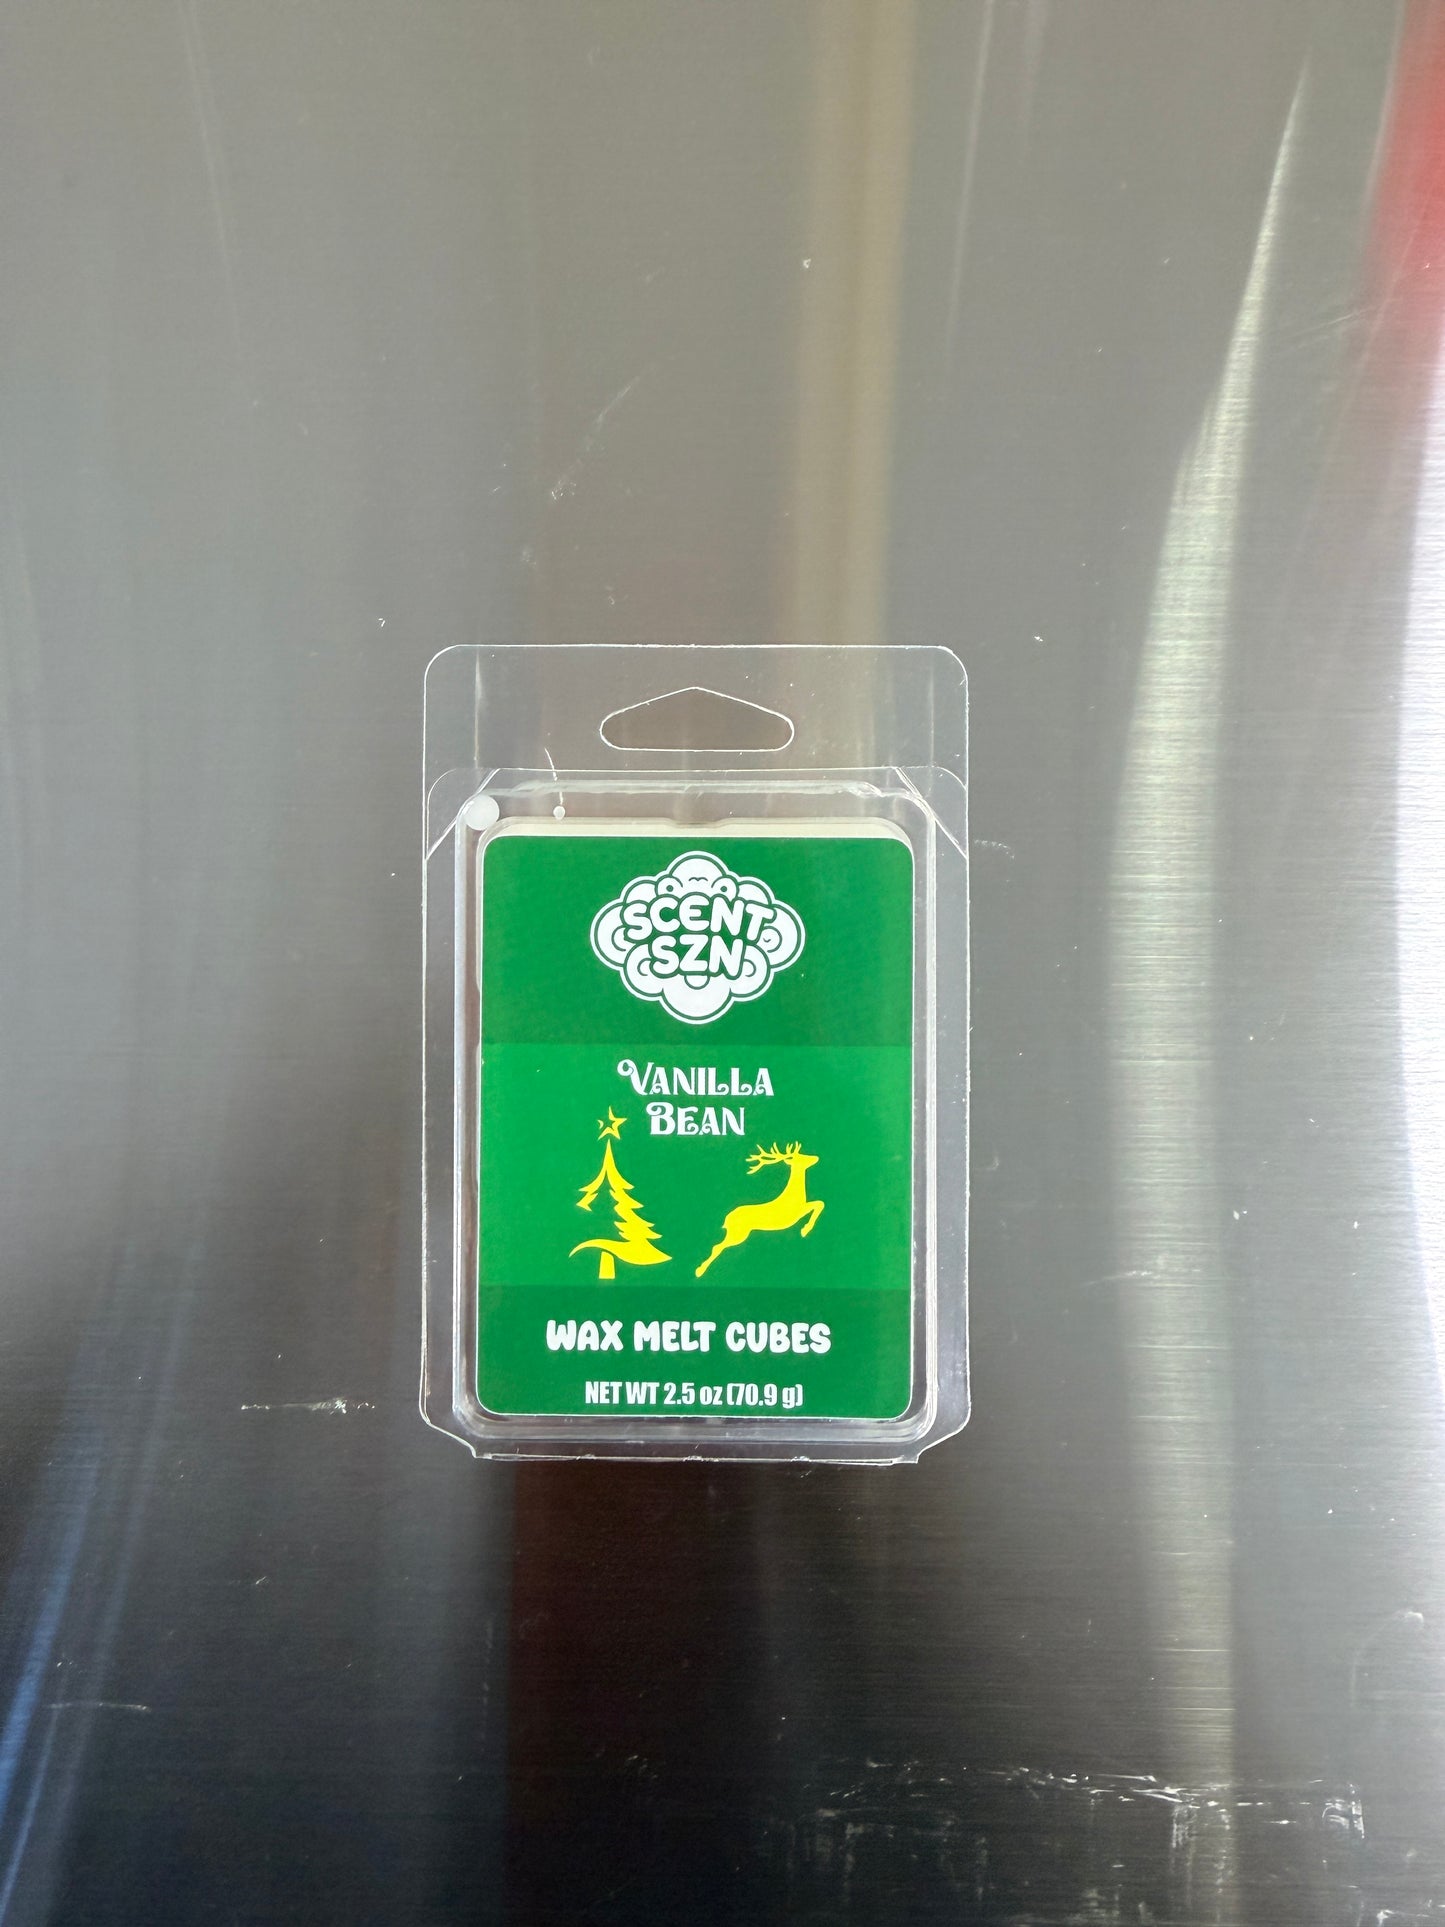 SCENT
SZN
VANILLA
BEAN
WAX MELT CUBES
NET WT 2.5 oz (70.9 g)